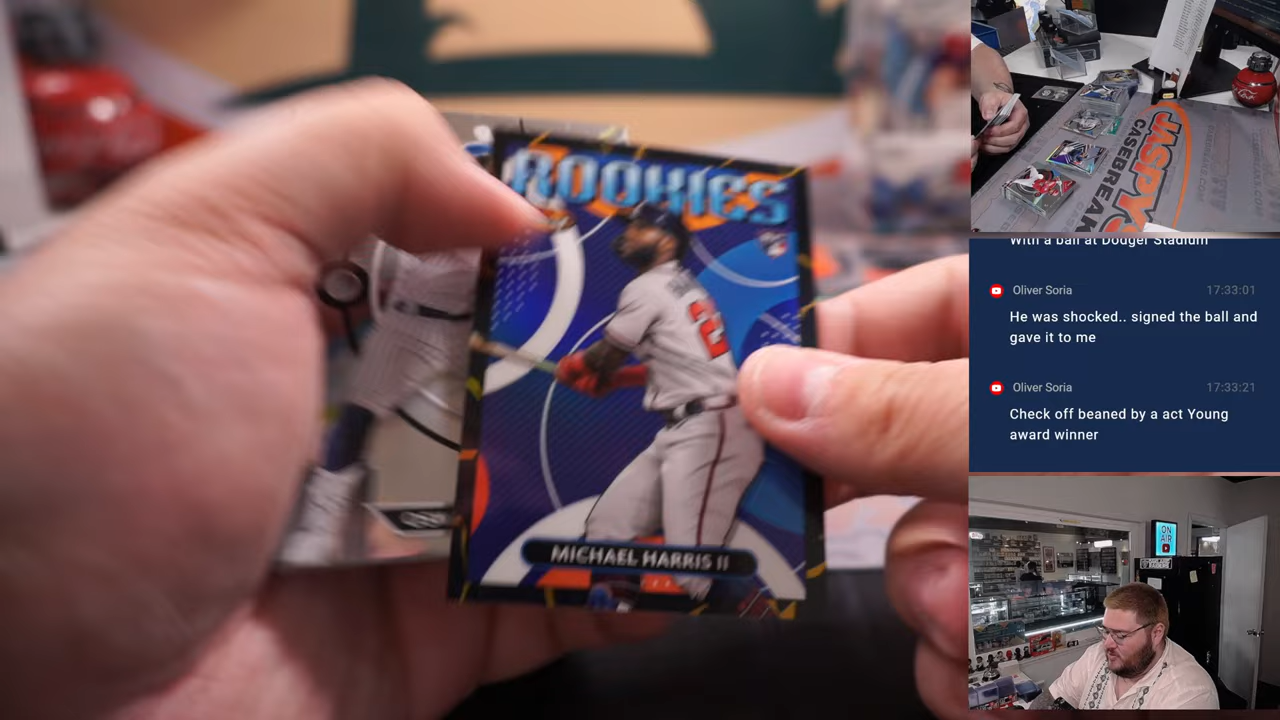 ROOKIES
23
MICHAEL HARRIS II
JASPY'S
CASEBREAK
With a ball at Dodger Stadium
Oliver Soria 17:33:01
He was shocked.. signed the ball and
gave it to me
Oliver Soria 17:33:21
Check off beaned by a act Young
award winner
ON
AIR